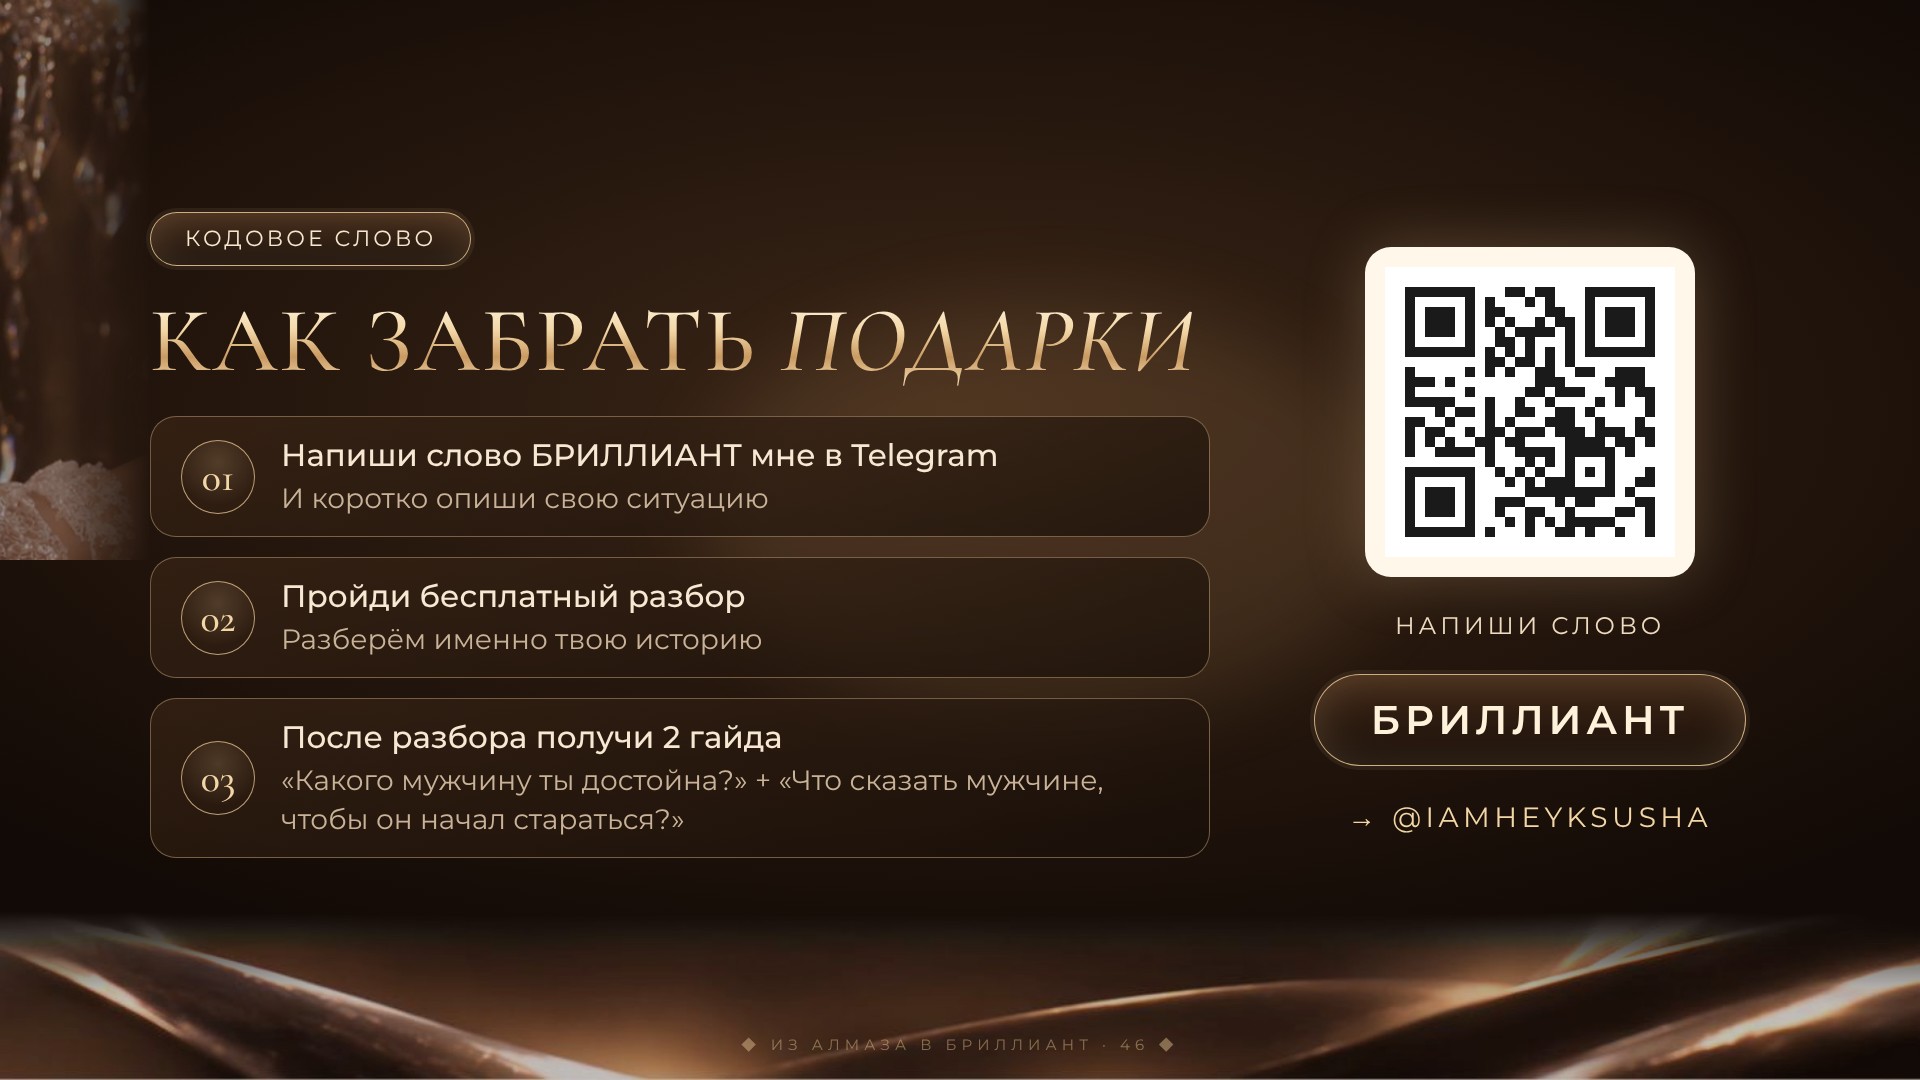 КОДОВОЕ СЛОВО
КАК ЗАБРАТЬ ПОДАРКИ
01
Напиши слово БРИЛЛИАНТ мне в Telegram
И коротко опиши свою ситуацию
02
Пройди бесплатный разбор
Разберём именно твою историю
03
После разбора получи 2 гайда
«Какого мужчину ты достойна?» + «Что сказать мужчине,
чтобы он начал стараться?»
НАПИШИ СЛОВО
БРИЛЛИАНТ
→ @IAMHEYKSUSHA
◆ ИЗ АЛМАЗА В БРИЛЛИАНТ · 46 ◆